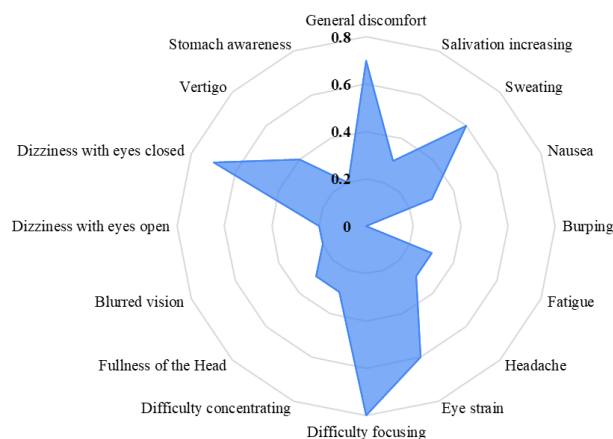 General discomfort
Salivation increasing
Sweating
Nausea
Burping
Fatigue
Headache
Eye strain
Difficulty focusing
Difficulty concentrating
Fullness of the Head
Blurred vision
Dizziness with eyes open
Dizziness with eyes closed
Vertigo
Stomach awareness
0.8
0.6
0.4
0.2
0